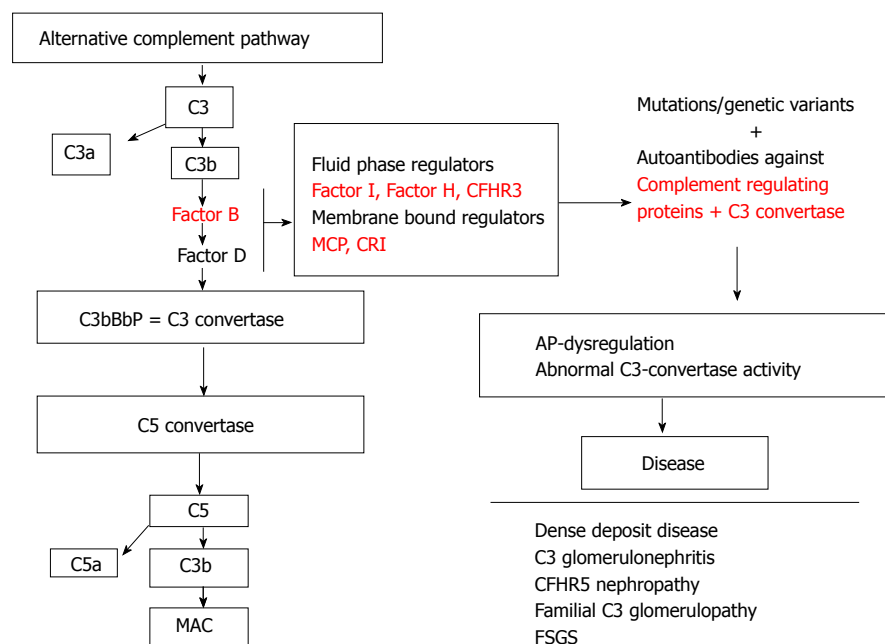 Alternative complement pathway
C3
C3a
C3b
Factor B
Factor D
C3bBbP = C3 convertase
C5 convertase
C5
C5a
C3b
MAC
Fluid phase regulators
Factor I, Factor H, CFHR3
Membrane bound regulators
MCP, CRI
Mutations/genetic variants
+
Autoantibodies against
Complement regulating
proteins + C3 convertase
AP-dysregulation
Abnormal C3-convertase activity
Disease
Dense deposit disease
C3 glomerulonephritis
CFHR5 nephropathy
Familial C3 glomerulopathy
FSGS